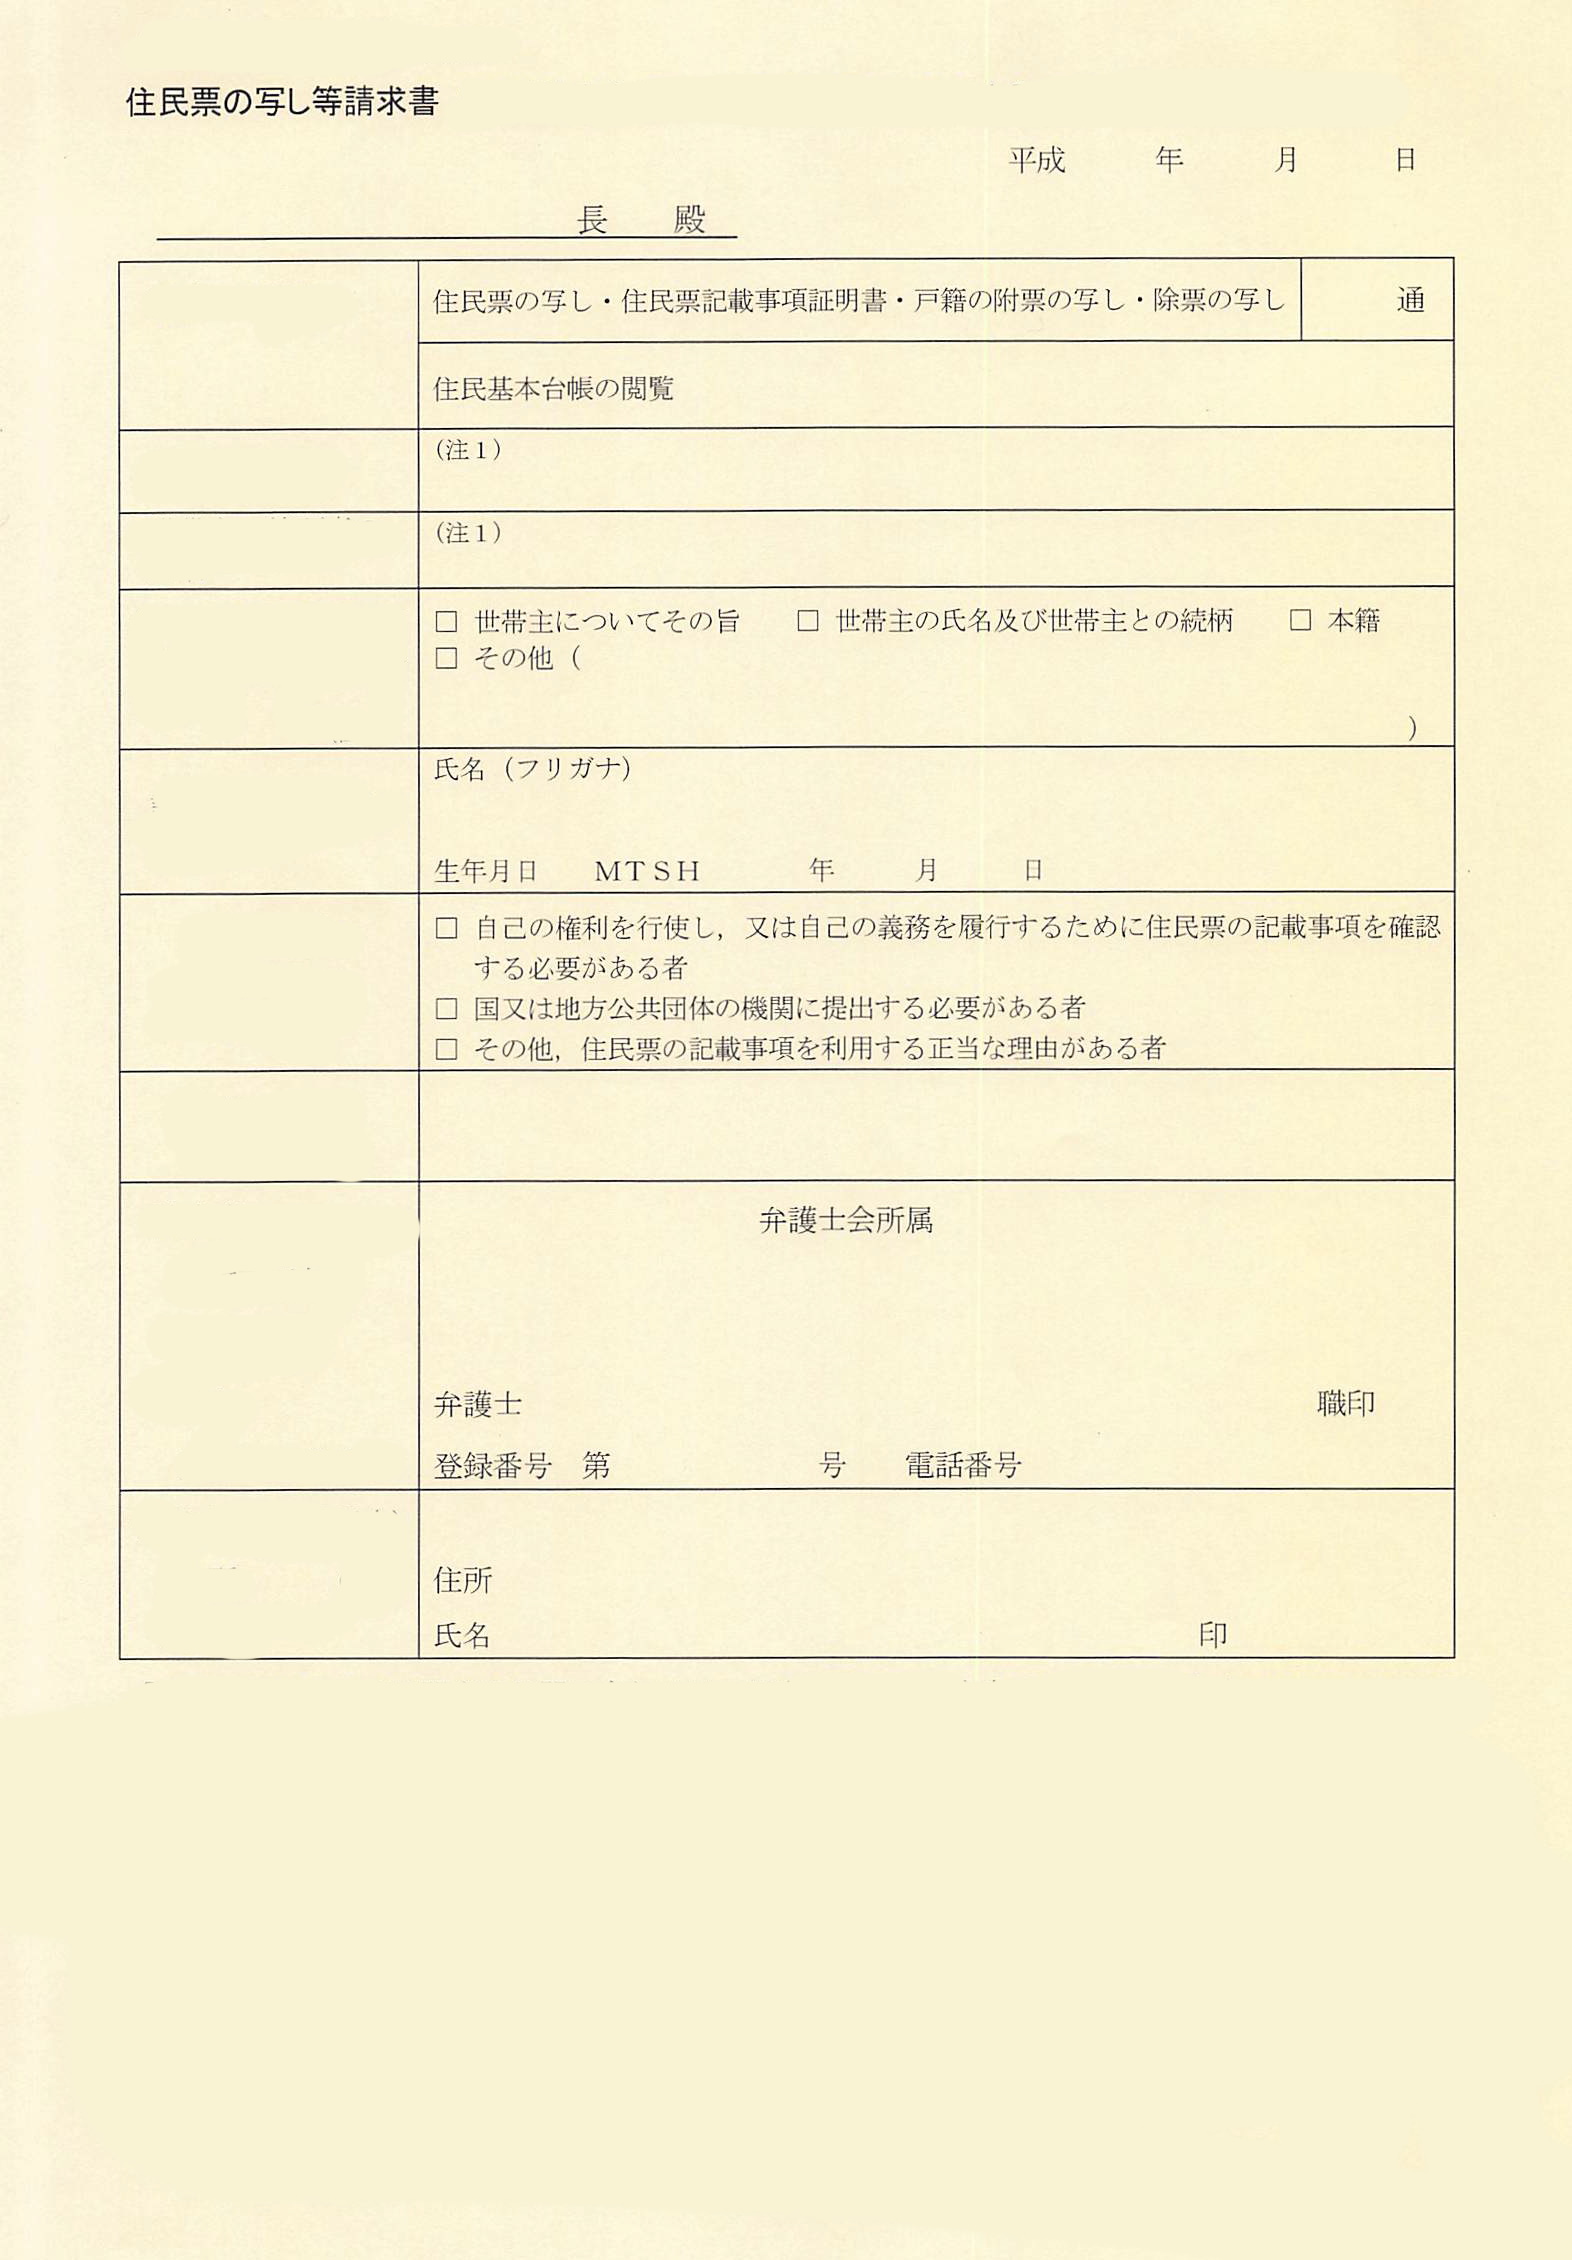 住民票の写し等請求書
平成　年　月　日
長　殿
住民票の写し・住民票記載事項証明書・戸籍の附票の写し・除票の写し　通
住民基本台帳の閲覧
（注１）
（注１）
□ 世帯主についてその旨　□ 世帯主の氏名及び世帯主との続柄　□ 本籍
□ その他（
）
氏名（フリガナ）
生年月日　ＭＴＳＨ　年　月　日
□ 自己の権利を行使し，又は自己の義務を履行するために住民票の記載事項を確認
する必要がある者
□ 国又は地方公共団体の機関に提出する必要がある者
□ その他，住民票の記載事項を利用する正当な理由がある者
弁護士会所属
弁護士　職印
登録番号　第　号　電話番号
住所
氏名　印